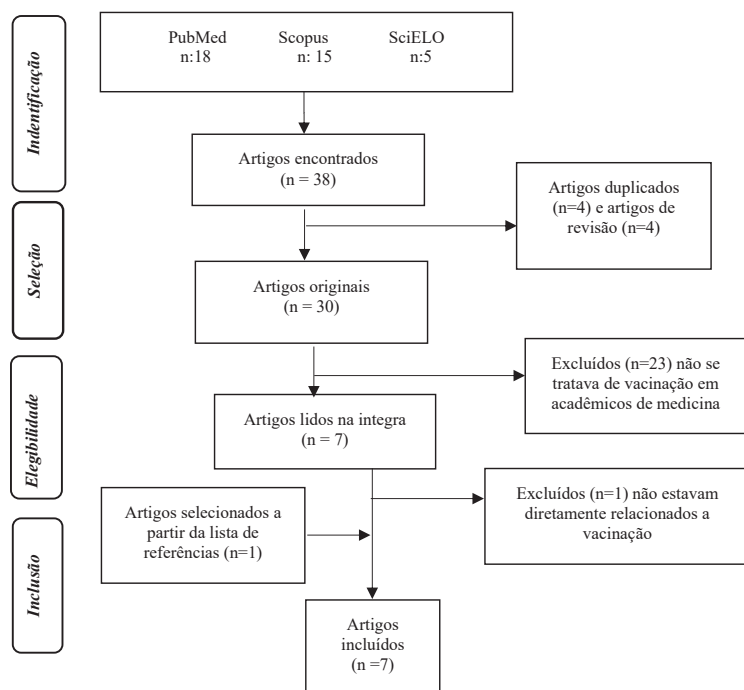 Indentificação
PubMed Scopus SciELO
n:18 n: 15 n:5
Artigos encontrados
(n = 38)
Artigos duplicados
(n=4) e artigos de
revisão (n=4)
Seleção
Artigos originais
(n = 30)
Excluídos (n=23) não se
tratava de vacinação em
acadêmicos de medicina
Elegibilidade
Artigos lidos na integra
(n = 7)
Excluídos (n=1) não estavam
diretamente relacionados a
vacinação
Artigos selecionados a
partir da lista de
referências (n=1)
Inclusão
Artigos
incluídos
(n =7)